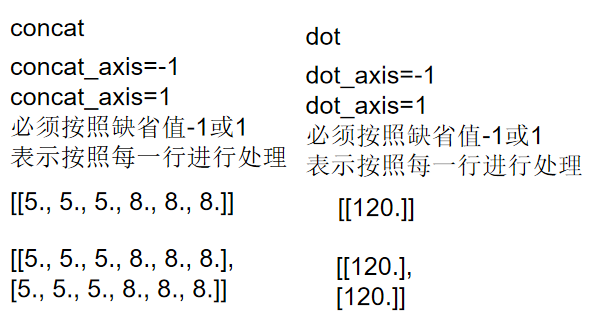 concat
concat_axis=-1
concat_axis=1
必须按照缺省值-1或1
表示按照每一行进行处理
[[5., 5., 5., 8., 8., 8.]]
[[5., 5., 5., 8., 8., 8.],
[5., 5., 5., 8., 8., 8.]]
dot
dot_axis=-1
dot_axis=1
必须按照缺省值-1或1
表示按照每一行进行处理
[[120.]]
[[120.],
[120.]]